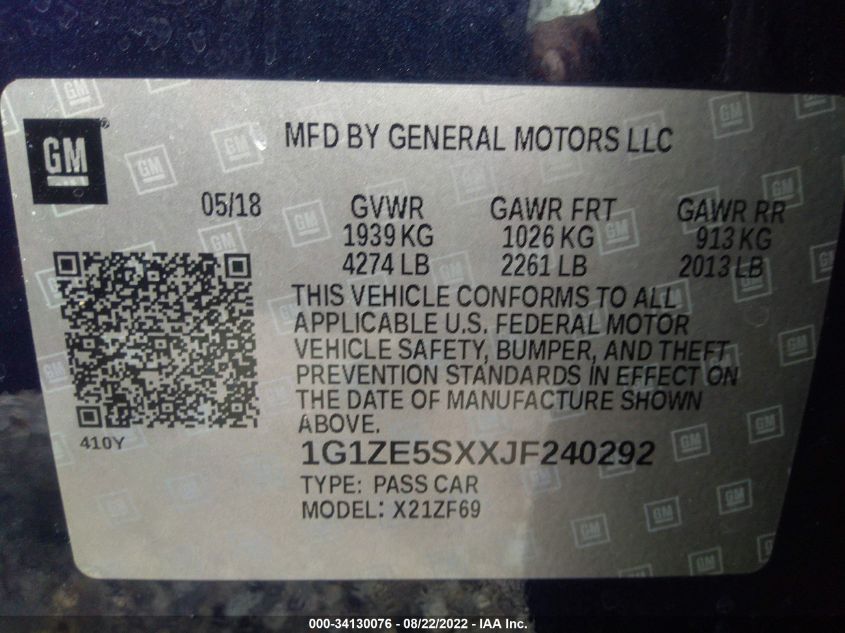 GM
MFD BY GENERAL MOTORS LLC
05/18
GVWR GAWR FRT GAWR RR
1939 KG 1026 KG 913 KG
4274 LB 2261 LB 2013 LB
THIS VEHICLE CONFORMS TO ALL
APPLICABLE U.S. FEDERAL MOTOR
VEHICLE SAFETY, BUMPER, AND THEFT
PREVENTION STANDARDS IN EFFECT ON
THE DATE OF MANUFACTURE SHOWN
ABOVE.
410Y
1G1ZE5SXXJF240292
TYPE: PASS CAR
MODEL: X21ZF69
000-34130076 - 08/22/2022 - IAA Inc.